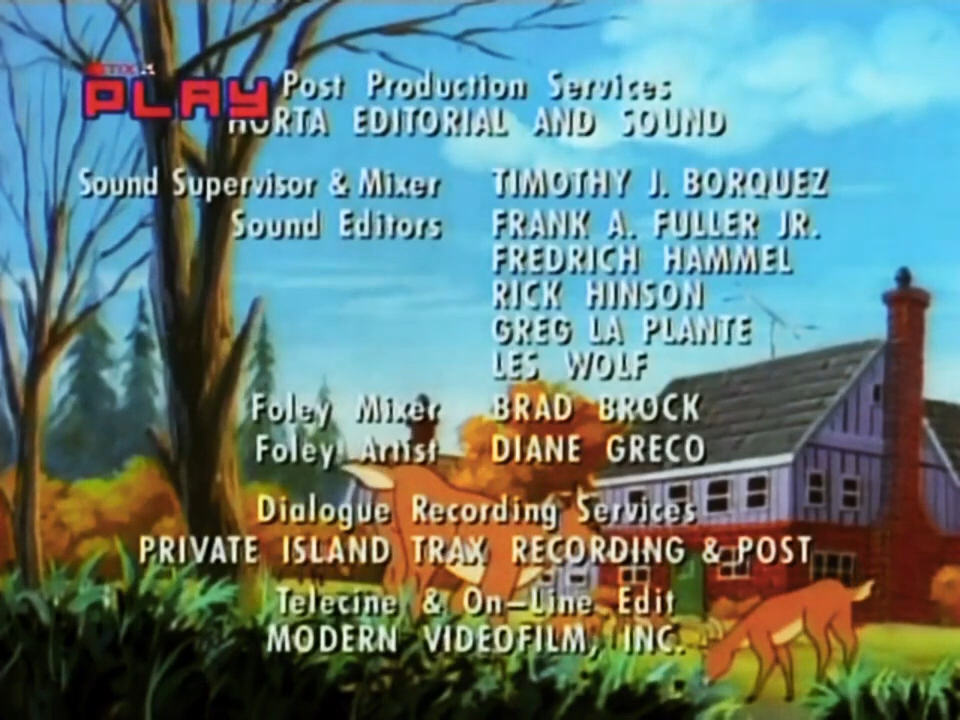 PLAY
Post Production Services
HORTA EDITORIAL AND SOUND
Sound Supervisor & Mixer TIMOTHY J. BORQUEZ
Sound Editors FRANK A. FULLER JR.
FREDRICH HAMMEL
RICK HINSON
GREG LA PLANTE
LES WOLF
Foley Mixer BRAD BROCK
Foley Artist DIANE GRECO
Dialogue Recording Services
PRIVATE ISLAND TRAX RECORDING & POST
Telecine & On-Line Edit
MODERN VIDEOFILM, INC.